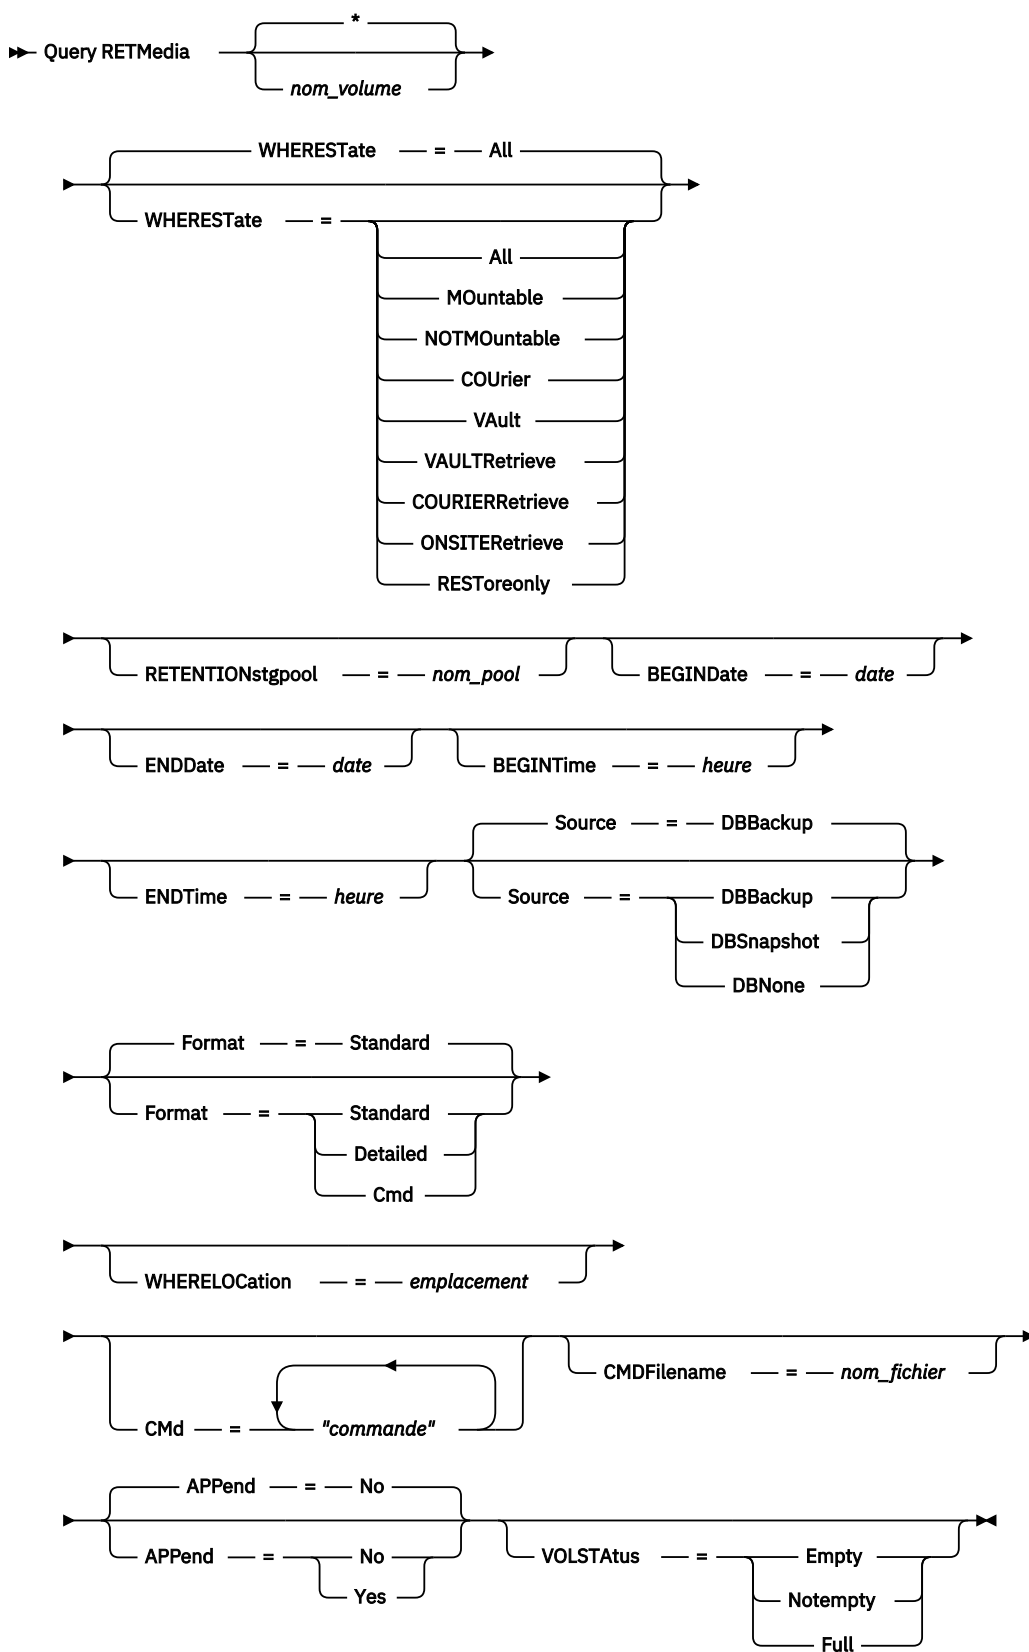 *
Query RETMedia
nom_volume
WHERESTate = All
WHERESTate =
All
MOuntable
NOTMOuntable
COUrier
VAult
VAULTRetrieve
COURIERRetrieve
ONSITERetrieve
RESToreonly
RETENTIONstgpool = nom_pool BEGINDate = date
ENDDate = date BEGINTime = heure
Source = DBBackup
ENDTime = heure Source = DBBackup
DBSnapshot
DBNone
Format = Standard
Format = Standard
Detailed
Cmd
WHERELOCation = emplacement
CMDFilename = nom_fichier
CMd = "commande"
APPend = No
APPend = No VOLSTAtus = Empty
Yes Notempty
Full